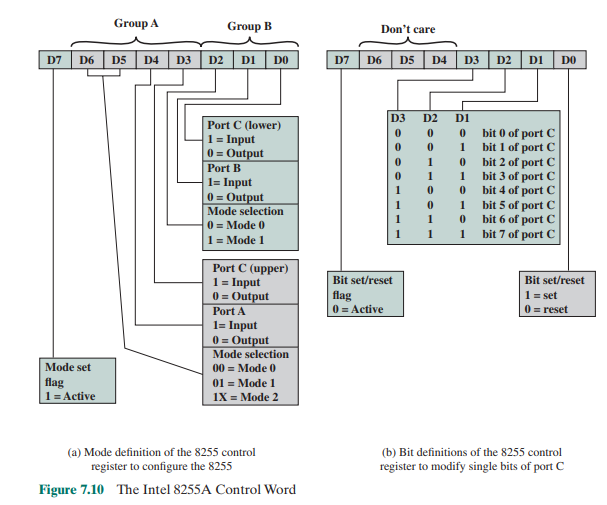 Group A
Group B
D7 D6 D5 D4 D3 D2 D1 D0
Port C (lower)
1 = Input
0 = Output
Port B
1= Input
0 = Output
Mode selection
0 = Mode 0
1 = Mode 1
Port C (upper)
1 = Input
0 = Output
Port A
1= Input
0 = Output
Mode selection
00 = Mode 0
01 = Mode 1
1X = Mode 2
Mode set
flag
1 = Active
(a) Mode definition of the 8255 control
register to configure the 8255
Don't care
D7 D6 D5 D4 D3 D2 D1 D0
D3 D2 D1
0 0 0 bit 0 of port C
0 0 1 bit 1 of port C
0 1 0 bit 2 of port C
0 1 1 bit 3 of port C
1 0 0 bit 4 of port C
1 0 1 bit 5 of port C
1 1 0 bit 6 of port C
1 1 1 bit 7 of port C
Bit set/reset
flag
0 = Active
Bit set/reset
1 = set
0 = reset
(b) Bit definitions of the 8255 control
register to modify single bits of port C
Figure 7.10 The Intel 8255A Control Word